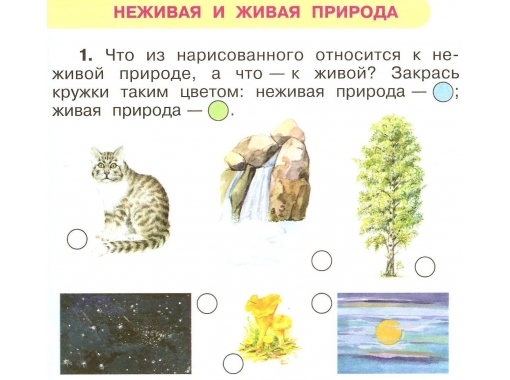 НЕЖИВАЯ И ЖИВАЯ ПРИРОДА
1. Что из нарисованного относится к не-
живой природе, а что — к живой? Закрась
кружки таким цветом: неживая природа — ;
живая природа — .